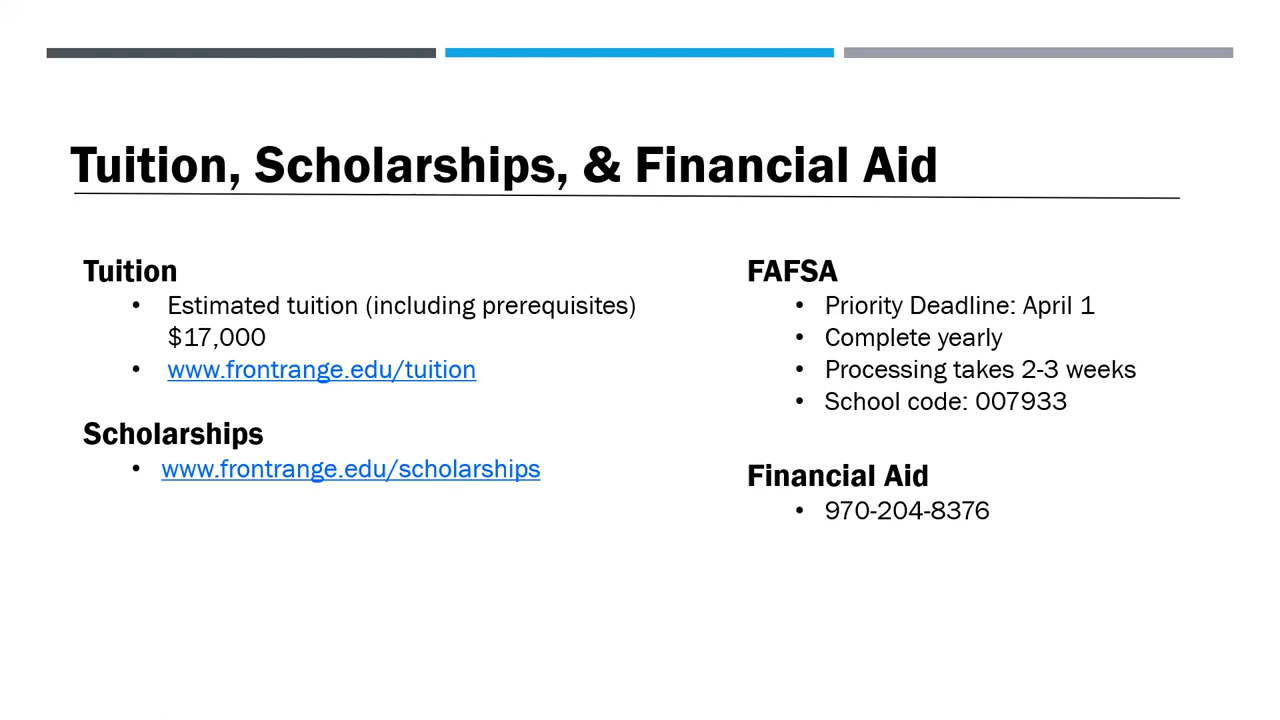 Tuition, Scholarships, & Financial Aid
Tuition
• Estimated tuition (including prerequisites)
$17,000
• www.frontrange.edu/tuition
Scholarships
• www.frontrange.edu/scholarships
FAFSA
• Priority Deadline: April 1
• Complete yearly
• Processing takes 2-3 weeks
• School code: 007933
Financial Aid
• 970-204-8376